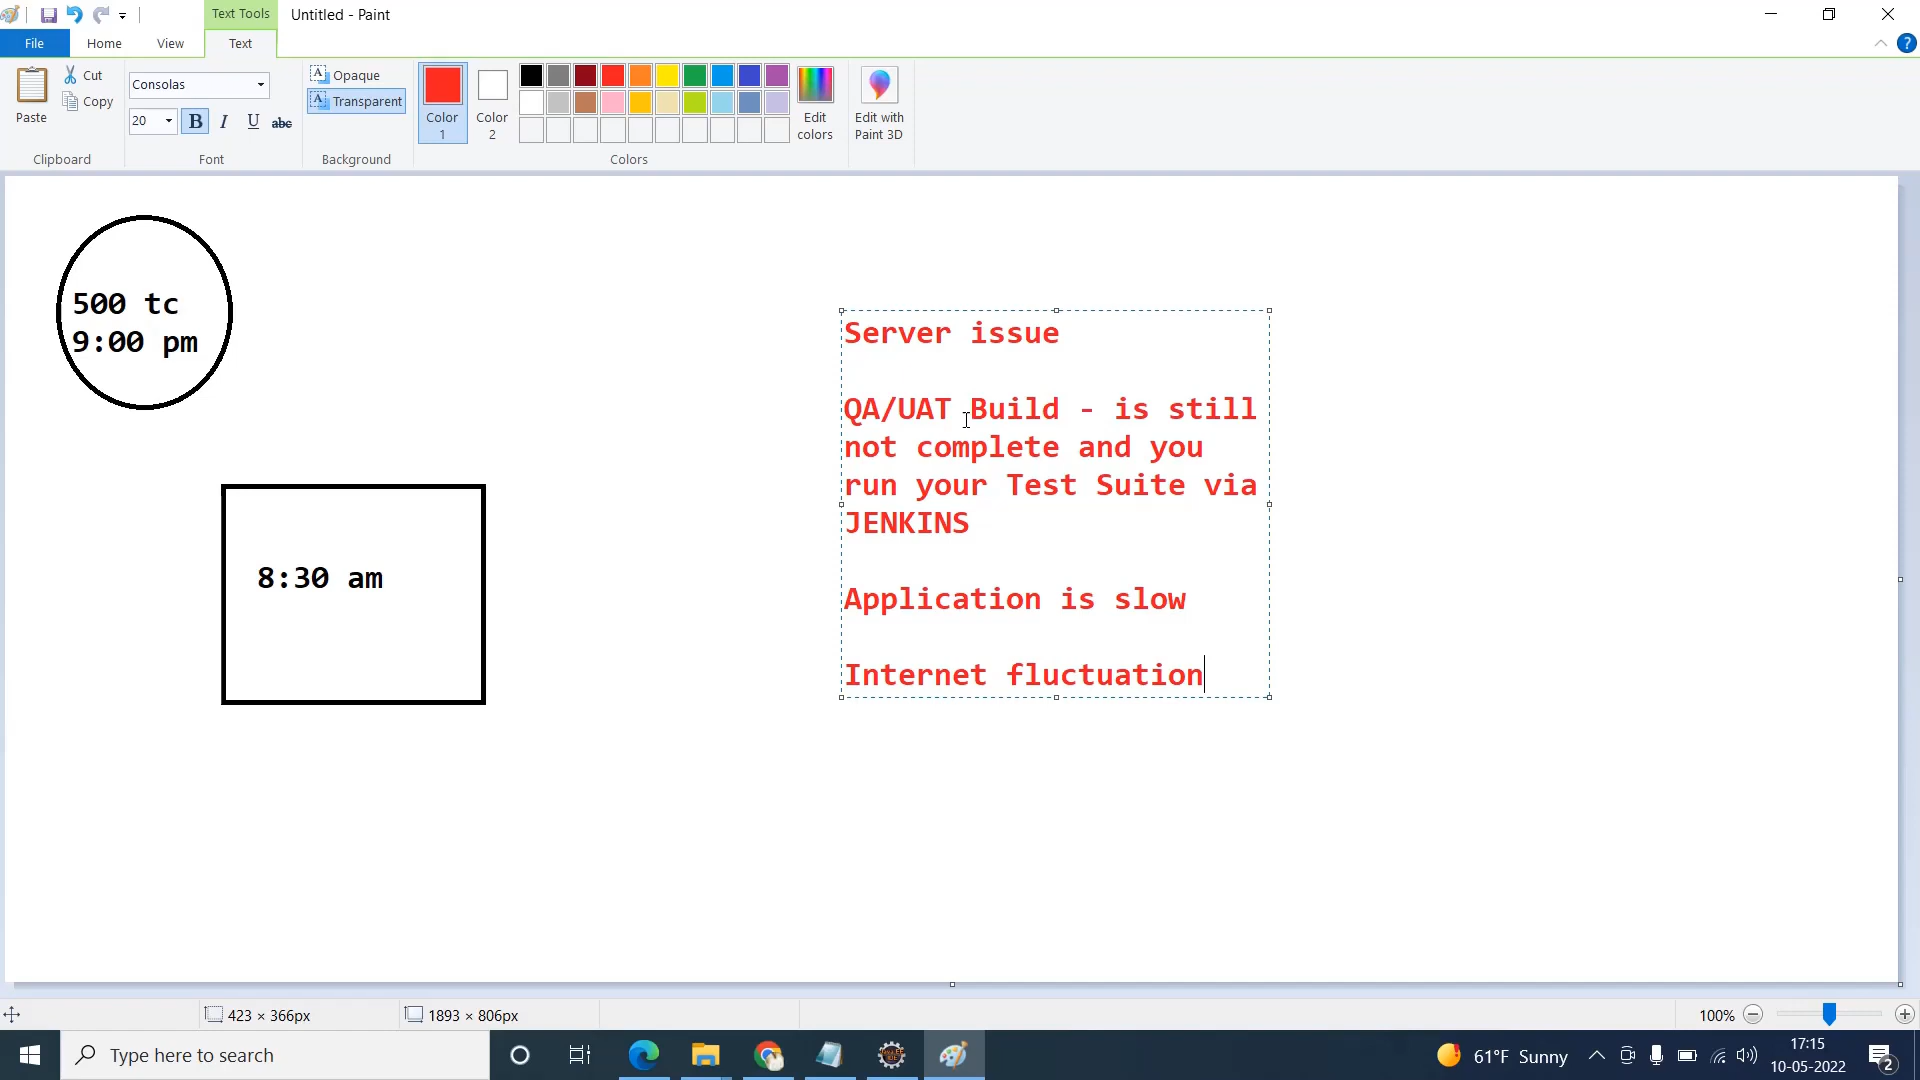 Text Tools
Untitled - Paint
File
Home
View
Text
Paste
Cut
Copy
Clipboard
Consolas
20
B
I
U
abc
Font
Opaque
Transparent
Background
Color
1
Color
2
Edit
colors
Colors
Edit with
Paint 3D
500 tc
9:00 pm
8:30 am
Server issue
QA/UAT Build - is still
not complete and you
run your Test Suite via
JENKINS
Application is slow
Internet fluctuation
423 × 366px
1893 × 806px
100%
Type here to search
61°F Sunny
17:15
10-05-2022
2